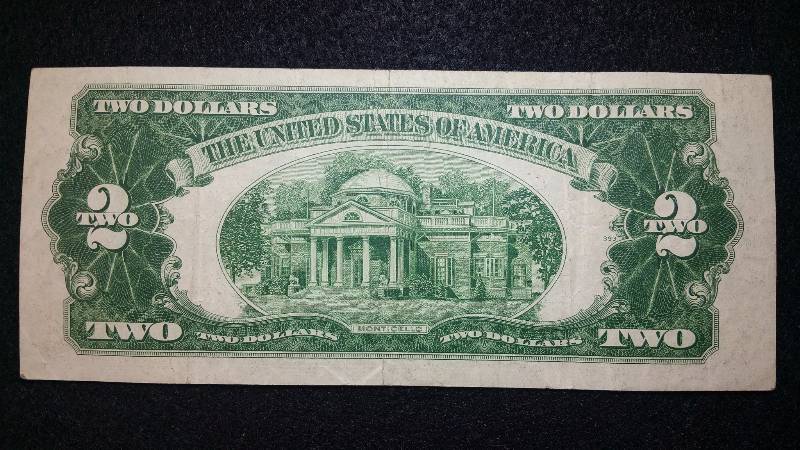 TWO DOLLARS
TWO DOLLARS
THE UNITED STATES OF AMERICA
2
TWO
2
TWO
393
MONTICELLO
TWO
TWO DOLLARS
TWO DOLLARS
TWO